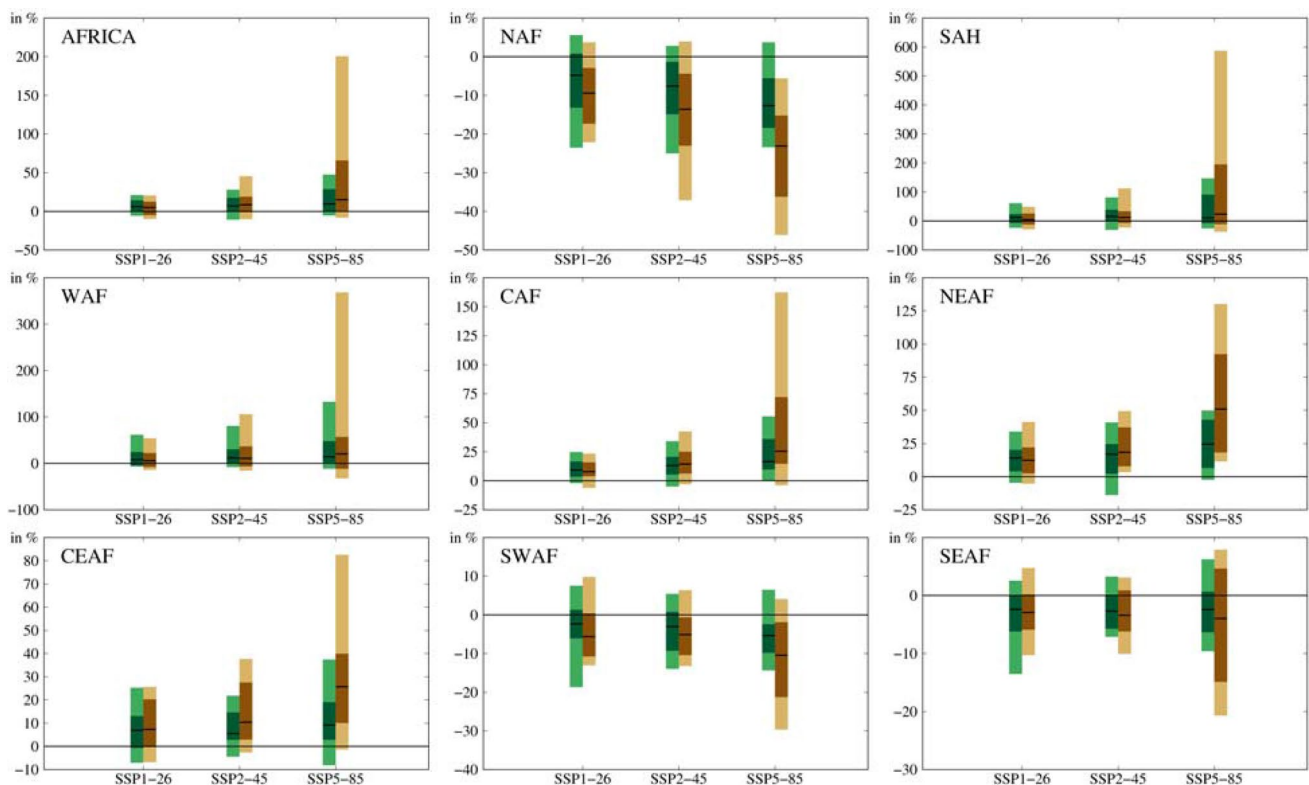 in %
AFRICA
200
150
100
50
0
−50
SSP1−26 SSP2−45 SSP5−85
in %
NAF
0
−10
−20
−30
−40
−50
SSP1−26 SSP2−45 SSP5−85
in %
SAH
600
500
400
300
200
100
0
−100
SSP1−26 SSP2−45 SSP5−85
in %
WAF
300
200
100
0
−100
SSP1−26 SSP2−45 SSP5−85
in %
CAF
150
125
100
75
50
25
0
−25
SSP1−26 SSP2−45 SSP5−85
in %
NEAF
125
100
75
50
25
0
−25
SSP1−26 SSP2−45 SSP5−85
in %
CEAF
80
70
60
50
40
30
20
10
0
−10
SSP1−26 SSP2−45 SSP5−85
in %
SWAF
10
0
−10
−20
−30
−40
SSP1−26 SSP2−45 SSP5−85
in %
SEAF
0
−10
−20
−30
SSP1−26 SSP2−45 SSP5−85